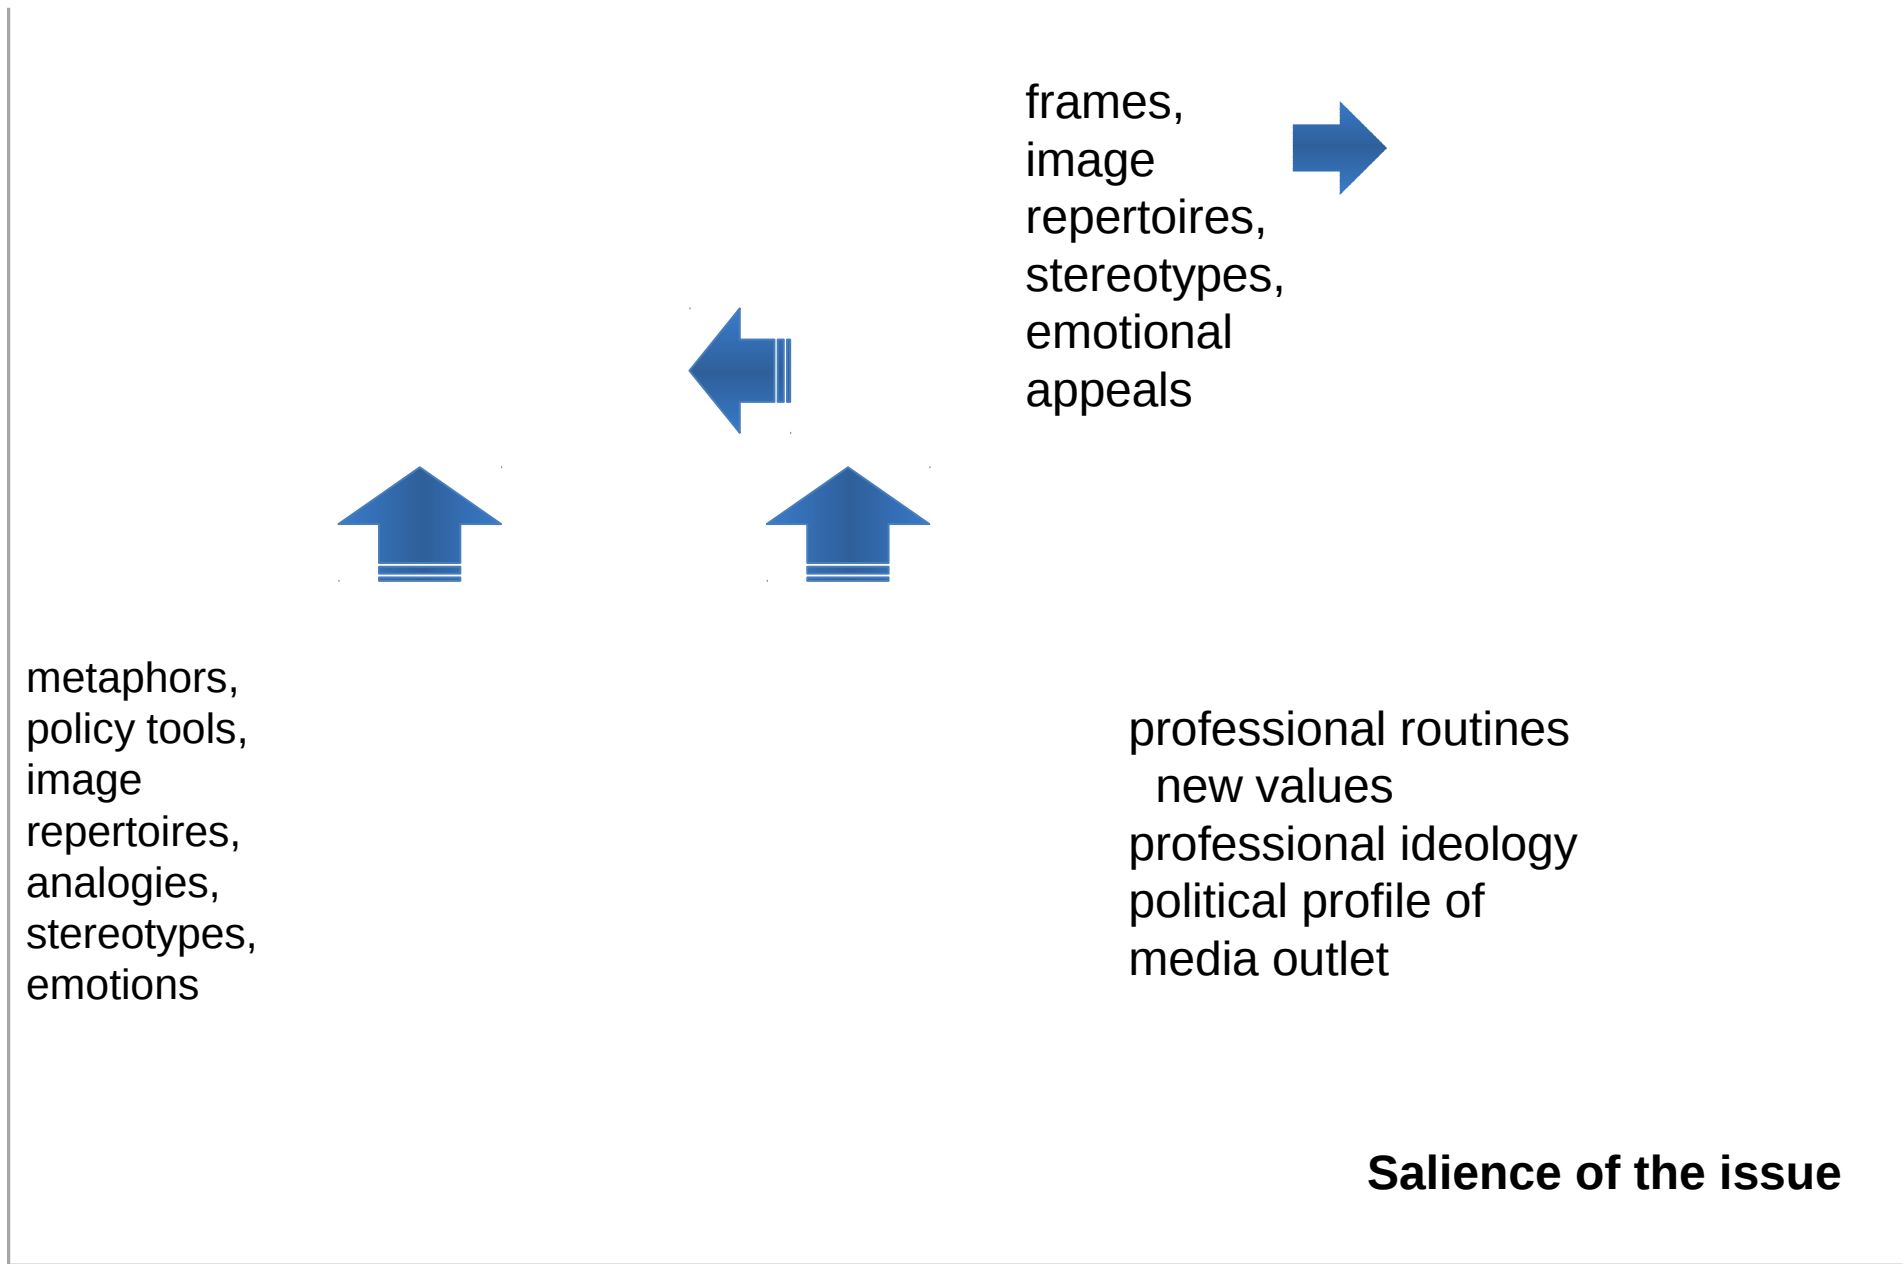 frames,
image
repertoires,
stereotypes,
emotional
appeals
metaphors,
policy tools,
image
repertoires,
analogies,
stereotypes,
emotions
professional routines
new values
professional ideology
political profile of
media outlet
Salience of the issue